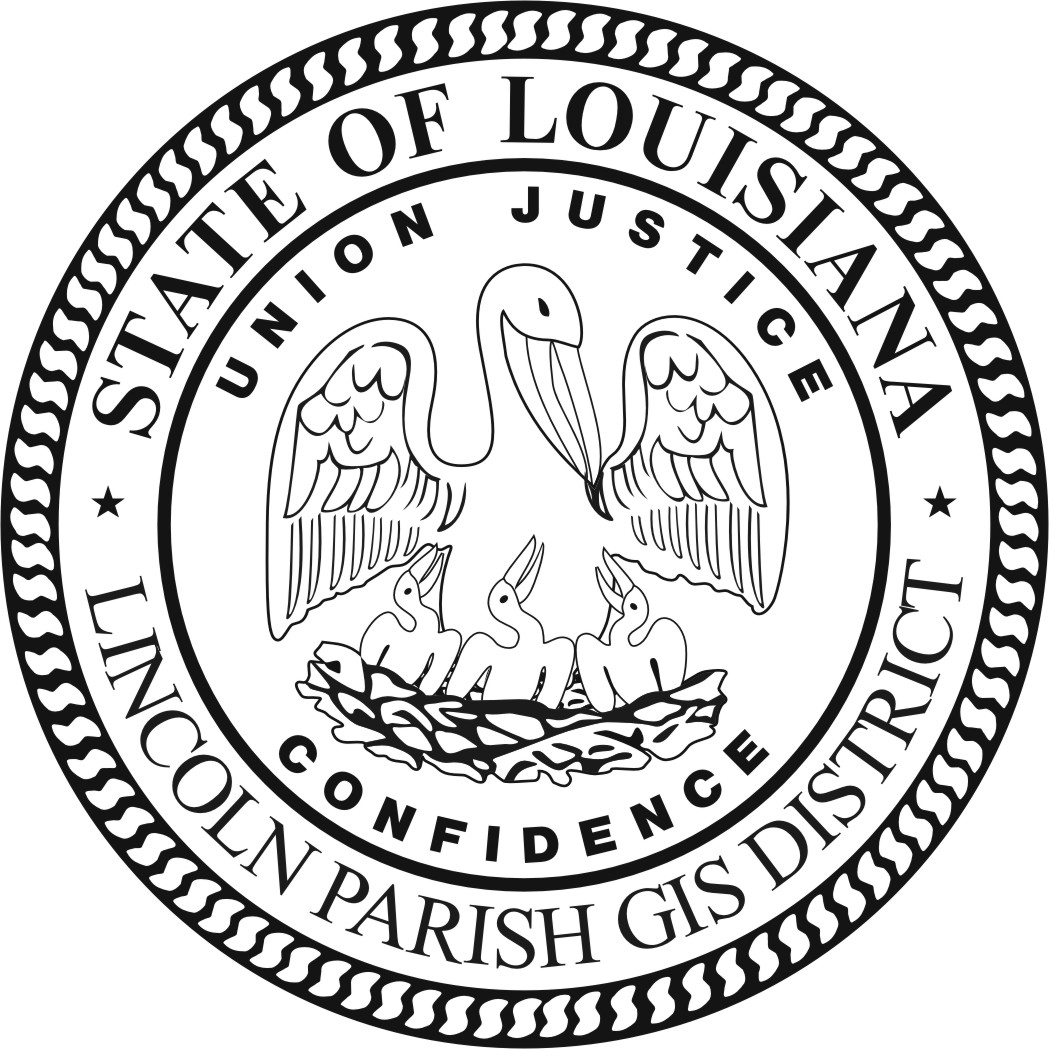 STATE OF LOUISIANA
UNION JUSTICE
CONFIDENCE
LINCOLN PARISH GIS DISTRICT